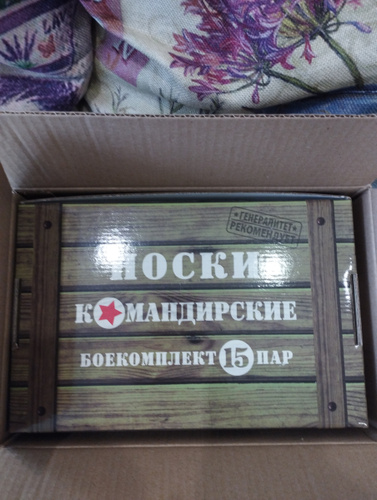 ГЕНЕРАЛИТЕТ
РЕКОМЕНДУЕТ
НОСКИ
КОМАНДИРСКИЕ
БОЕКОМПЛЕКТ 15 ПАР